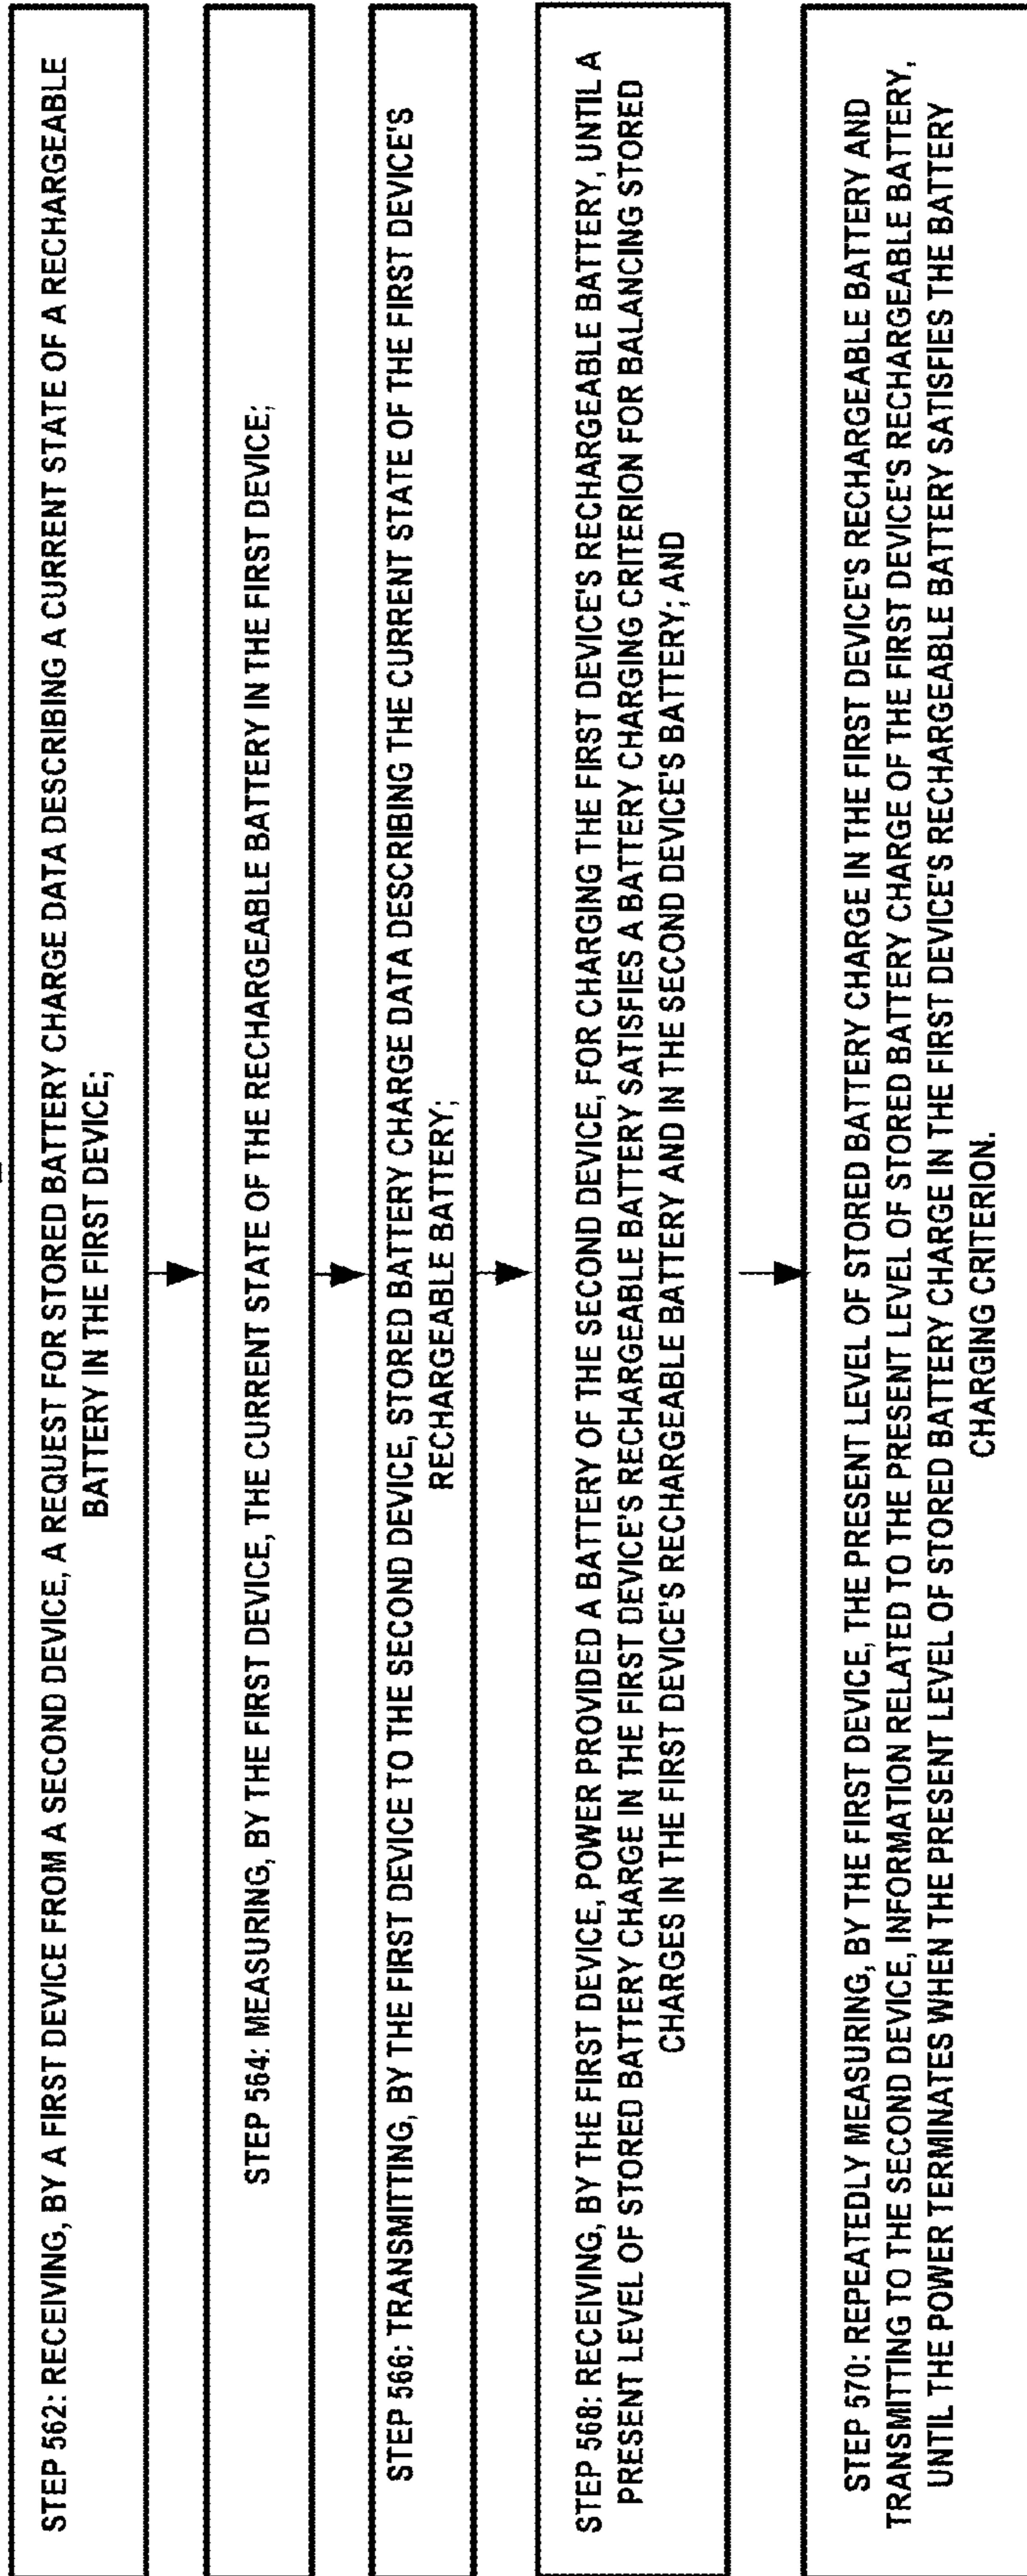 STEP 562: RECEIVING, BY A FIRST DEVICE FROM A SECOND DEVICE, A REQUEST FOR STORED BATTERY CHARGE DATA DESCRIBING A CURRENT STATE OF A RECHARGEABLE
BATTERY IN THE FIRST DEVICE;
STEP 564: MEASURING, BY THE FIRST DEVICE, THE CURRENT STATE OF THE RECHARGEABLE BATTERY IN THE FIRST DEVICE;
STEP 566: TRANSMITTING, BY THE FIRST DEVICE TO THE SECOND DEVICE, STORED BATTERY CHARGE DATA DESCRIBING THE CURRENT STATE OF THE FIRST DEVICE'S
RECHARGEABLE BATTERY;
STEP 568: RECEIVING, BY THE FIRST DEVICE, POWER PROVIDED A BATTERY OF THE SECOND DEVICE, FOR CHARGING THE FIRST DEVICE'S RECHARGEABLE BATTERY, UNTIL A
PRESENT LEVEL OF STORED BATTERY CHARGE IN THE FIRST DEVICE'S RECHARGEABLE BATTERY SATISFIES A BATTERY CHARGING CRITERION FOR BALANCING STORED
CHARGES IN THE FIRST DEVICE'S RECHARGEABLE BATTERY AND IN THE SECOND DEVICE'S BATTERY; AND
STEP 570: REPEATEDLY MEASURING, BY THE FIRST DEVICE, THE PRESENT LEVEL OF STORED BATTERY CHARGE IN THE FIRST DEVICE'S RECHARGEABLE BATTERY AND
TRANSMITTING TO THE SECOND DEVICE, INFORMATION RELATED TO THE PRESENT LEVEL OF STORED BATTERY CHARGE OF THE FIRST DEVICE'S RECHARGEABLE BATTERY,
UNTIL THE POWER TERMINATES WHEN THE PRESENT LEVEL OF STORED BATTERY CHARGE IN THE FIRST DEVICE'S RECHARGEABLE BATTERY SATISFIES THE BATTERY
CHARGING CRITERION.